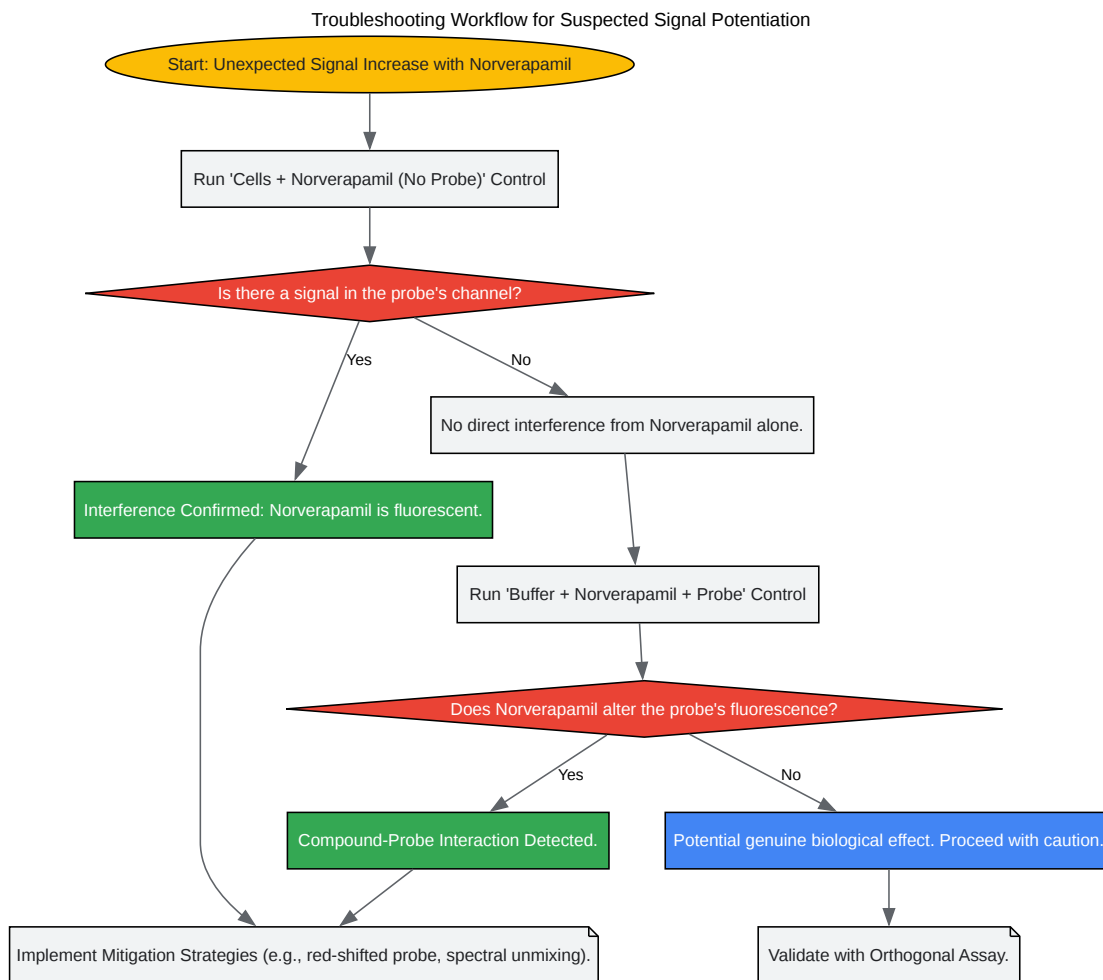 Troubleshooting Workflow for Suspected Signal Potentiation
Start: Unexpected Signal Increase with Norverapamil
Run 'Cells + Norverapamil (No Probe)' Control
Is there a signal in the probe's channel?
Yes
No
No direct interference from Norverapamil alone.
Interference Confirmed: Norverapamil is fluorescent.
Run 'Buffer + Norverapamil + Probe' Control
Does Norverapamil alter the probe's fluorescence?
Yes
No
Compound-Probe Interaction Detected.
Potential genuine biological effect. Proceed with caution.
Implement Mitigation Strategies (e.g., red-shifted probe, spectral unmixing).
Validate with Orthogonal Assay.